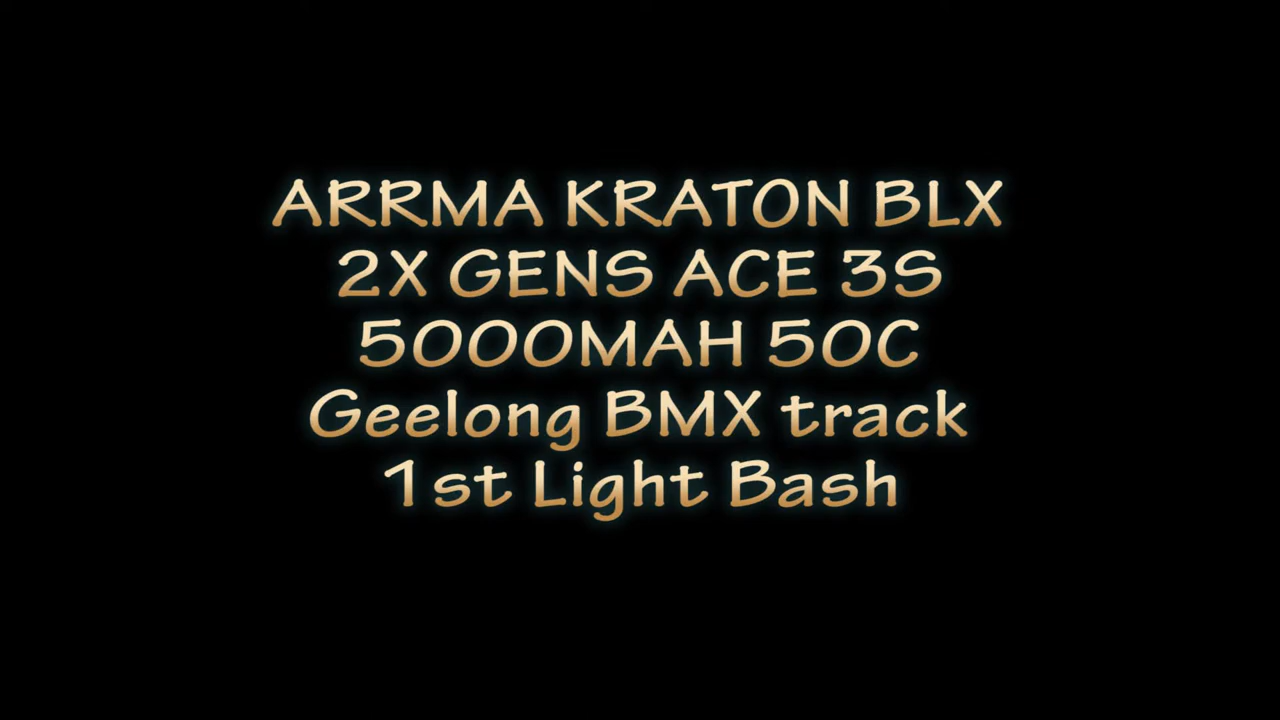 ARRMA KRATON BLX
2X GENS ACE 3S
5000MAH 50C
Geelong BMX track
1st Light Bash